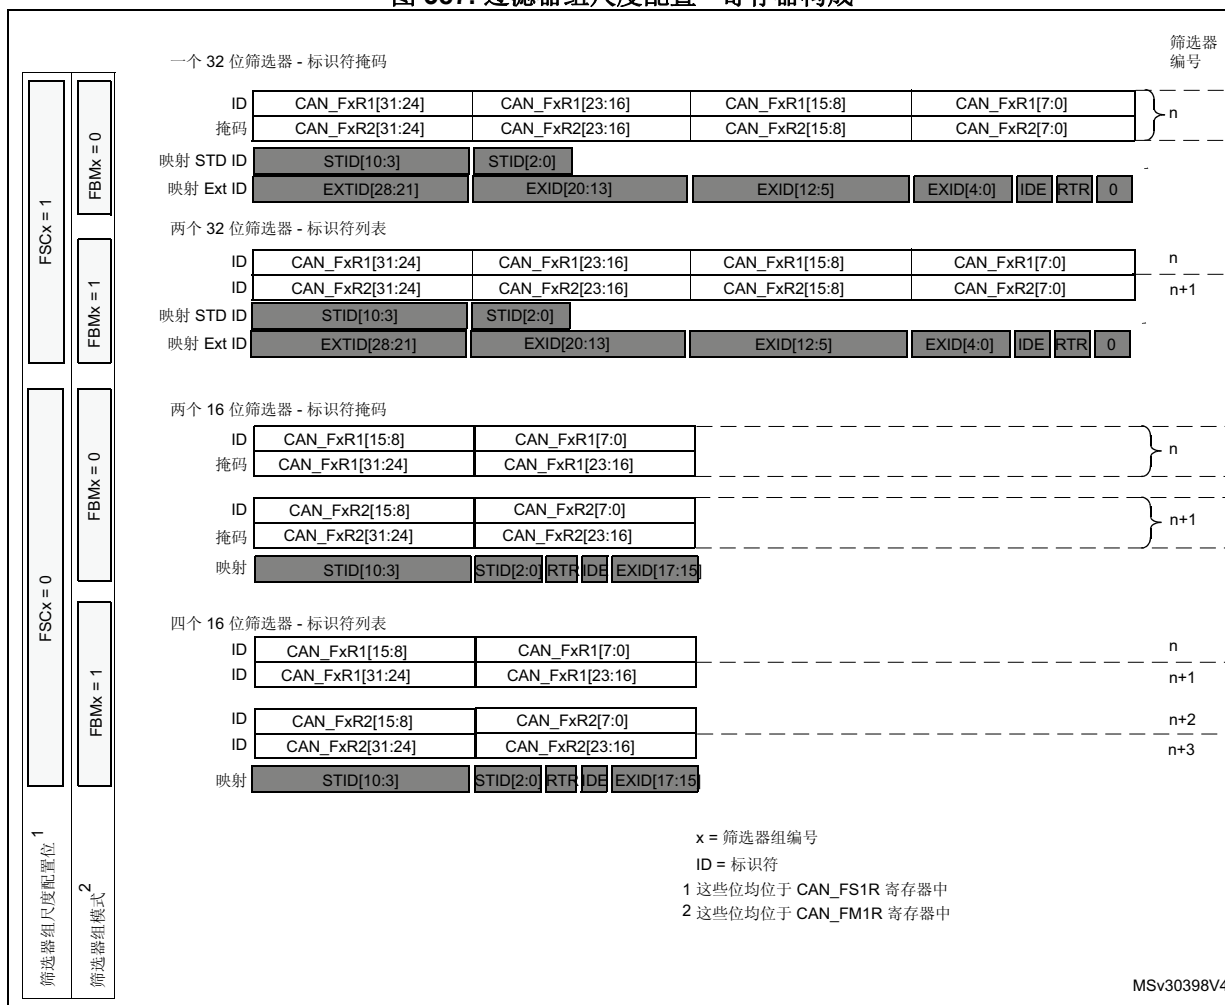 筛选器
编号
一个 32 位筛选器 - 标识符掩码
ID CAN_FxR1[31:24] CAN_FxR1[23:16] CAN_FxR1[15:8] CAN_FxR1[7:0]
掩码 CAN_FxR2[31:24] CAN_FxR2[23:16] CAN_FxR2[15:8] CAN_FxR2[7:0]
n
映射 STD ID STID[10:3] STID[2:0]
映射 Ext ID EXTID[28:21] EXID[20:13] EXID[12:5] EXID[4:0] IDE RTR 0
两个 32 位筛选器 - 标识符列表
ID CAN_FxR1[31:24] CAN_FxR1[23:16] CAN_FxR1[15:8] CAN_FxR1[7:0] n
ID CAN_FxR2[31:24] CAN_FxR2[23:16] CAN_FxR2[15:8] CAN_FxR2[7:0] n+1
映射 STD ID STID[10:3] STID[2:0]
映射 Ext ID EXTID[28:21] EXID[20:13] EXID[12:5] EXID[4:0] IDE RTR 0
两个 16 位筛选器 - 标识符掩码
ID CAN_FxR1[15:8] CAN_FxR1[7:0]
掩码 CAN_FxR1[31:24] CAN_FxR1[23:16]
n
ID CAN_FxR2[15:8] CAN_FxR2[7:0]
掩码 CAN_FxR2[31:24] CAN_FxR2[23:16]
n+1
映射 STID[10:3] STID[2:0] RTR IDE EXID[17:15]
四个 16 位筛选器 - 标识符列表
ID CAN_FxR1[15:8] CAN_FxR1[7:0] n
ID CAN_FxR1[31:24] CAN_FxR1[23:16] n+1
ID CAN_FxR2[15:8] CAN_FxR2[7:0] n+2
ID CAN_FxR2[31:24] CAN_FxR2[23:16] n+3
映射 STID[10:3] STID[2:0] RTR IDE EXID[17:15]
FSCx = 1
FBMx = 0
FBMx = 1
FSCx = 0
FBMx = 0
FBMx = 1
筛选器组尺度配置位1
筛选器组模式2
x = 筛选器组编号
ID = 标识符
1 这些位均位于 CAN_FS1R 寄存器中
2 这些位均位于 CAN_FM1R 寄存器中
MSv30398V4